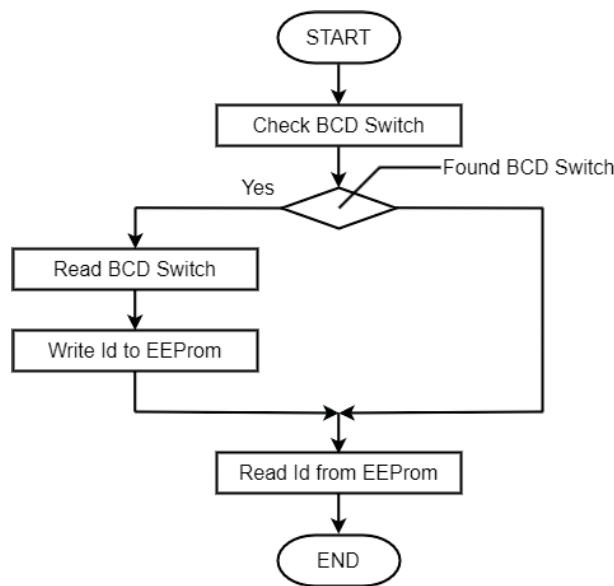 START
Check BCD Switch
Found BCD Switch
Yes
Read BCD Switch
Write Id to EEProm
Read Id from EEProm
END